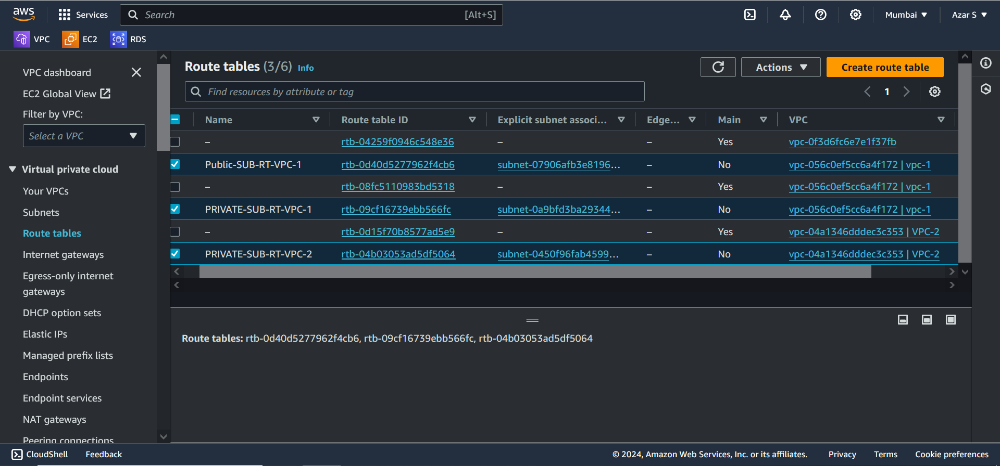 aws Services Search [Alt+S] Mumbai ▼ Azar S ▼
VPC EC2 RDS
VPC dashboard
EC2 Global View
Filter by VPC:
Select a VPC
Virtual private cloud
Your VPCs
Subnets
Route tables
Internet gateways
Egress-only internet
gateways
DHCP option sets
Elastic IPs
Managed prefix lists
Endpoints
Endpoint services
NAT gateways
Peering connections
Route tables (3/6) Info
Actions ▼ Create route table
Find resources by attribute or tag
1
Name Route table ID Explicit subnet associ... Edge... Main VPC
– rtb-04259f0946c548e36 – – Yes vpc-0f3d6fc6e7e1f37fb
Public-SUB-RT-VPC-1 rtb-0d40d5277962f4cb6 subnet-07906afb3e8196... – No vpc-056c0ef5cc6a4f172 | vpc-1
– rtb-08fc5110983bd5318 – – Yes vpc-056c0ef5cc6a4f172 | vpc-1
PRIVATE-SUB-RT-VPC-1 rtb-09cf16739ebb566fc subnet-0a9bfd3ba29344... – No vpc-056c0ef5cc6a4f172 | vpc-1
– rtb-0d15f70b8577ad5e9 – – Yes vpc-04a1346dddec3c353 | VPC-2
PRIVATE-SUB-RT-VPC-2 rtb-04b03053ad5df5064 subnet-0450f96fab4599... – No vpc-04a1346dddec3c353 | VPC-2
Route tables: rtb-0d40d5277962f4cb6, rtb-09cf16739ebb566fc, rtb-04b03053ad5df5064
CloudShell Feedback © 2024, Amazon Web Services, Inc. or its affiliates. Privacy Terms Cookie preferences